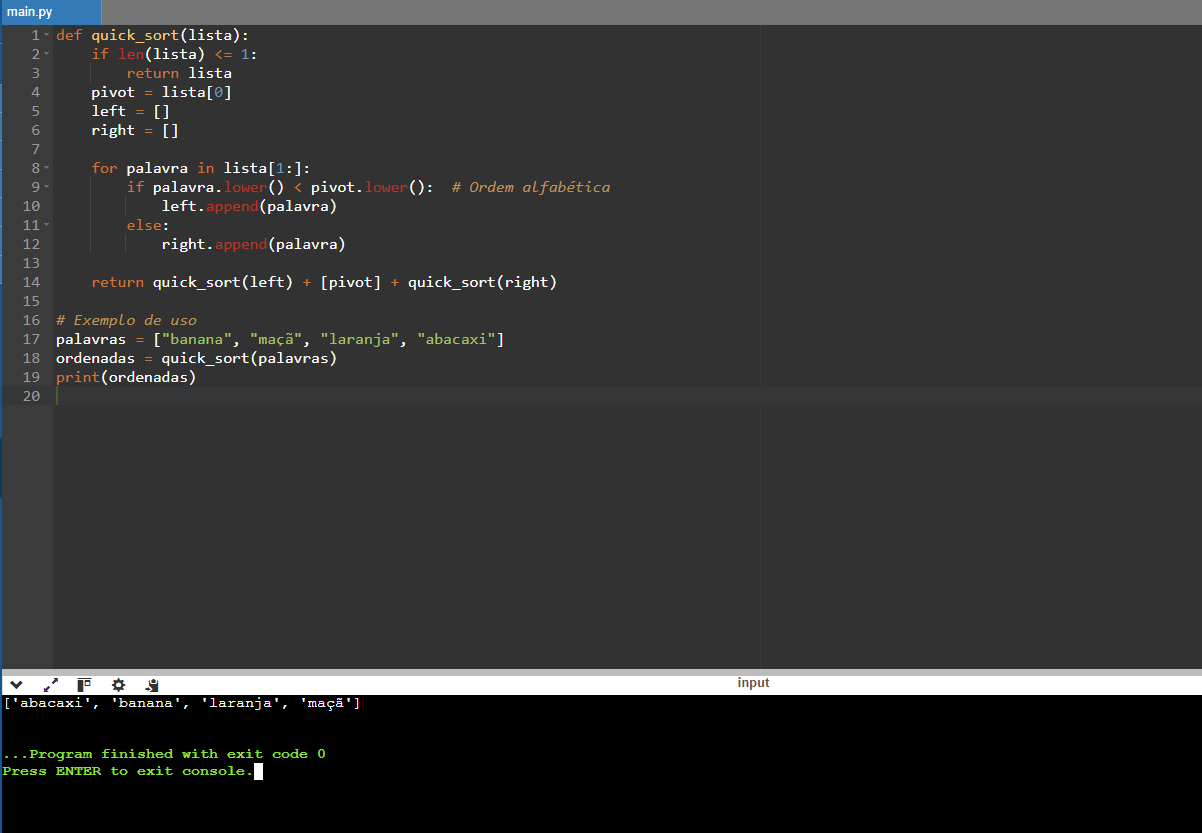 main.py
1 def quick_sort(lista):
2     if len(lista) <= 1:
3         return lista
4     pivot = lista[0]
5     left = []
6     right = []
7
8     for palavra in lista[1:]:
9         if palavra.lower() < pivot.lower():  # Ordem alfabética
10             left.append(palavra)
11         else:
12             right.append(palavra)
13
14     return quick_sort(left) + [pivot] + quick_sort(right)
15
16 # Exemplo de uso
17 palavras = ["banana", "maçã", "laranja", "abacaxi"]
18 ordenadas = quick_sort(palavras)
19 print(ordenadas)
20
input
['abacaxi', 'banana', 'laranja', 'maçã']
...Program finished with exit code 0
Press ENTER to exit console.